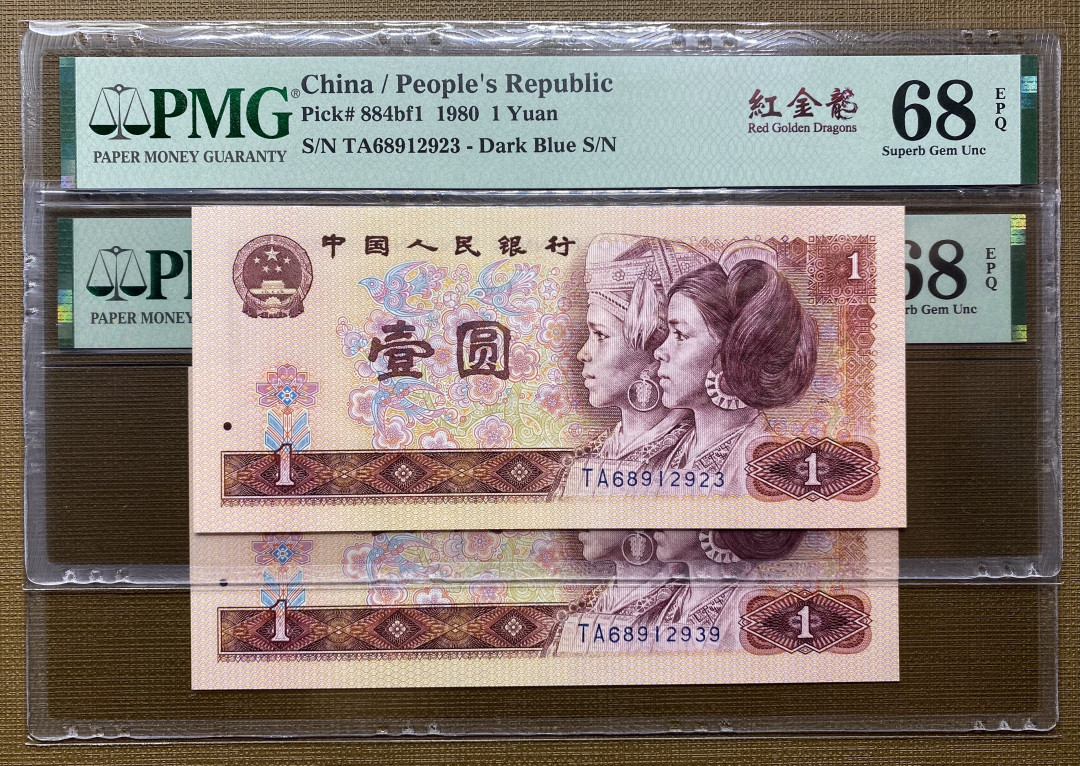 PMG®
PAPER MONEY GUARANTY
China / People's Republic
Pick# 884bf1 1980 1 Yuan
S/N TA68912923 - Dark Blue S/N
紅金龍
Red Golden Dragons
68
EPQ
Superb Gem Unc
中国人民银行
1
壹圆
1
TA68912923
1
PM
PAPER MONEY
68
EPQ
rb Gem Unc
1
TA68912939
1